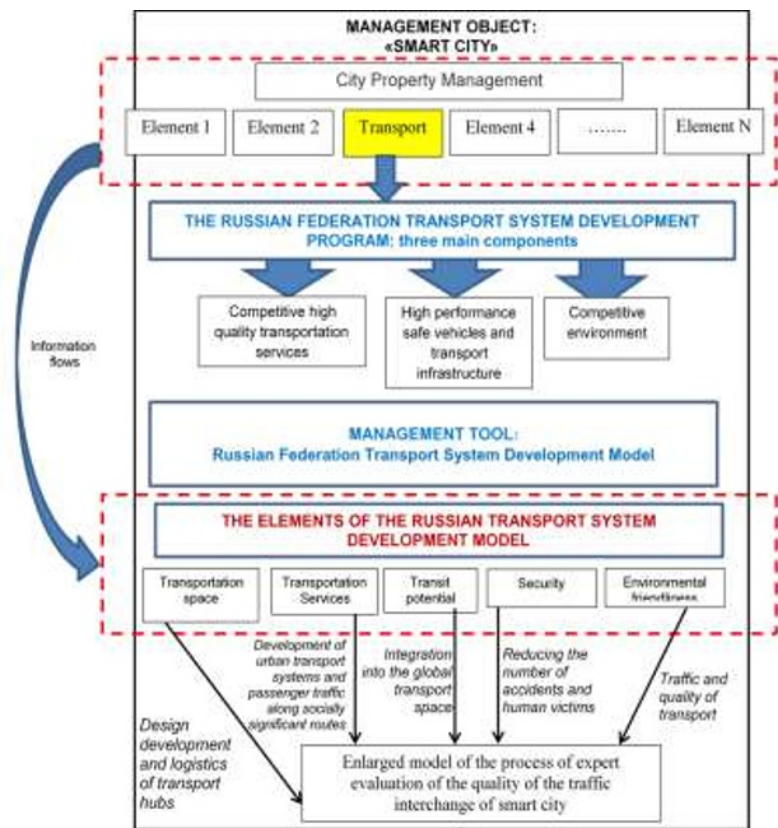 MANAGEMENT OBJECT:
«SMART CITY»
City Property Management
Element 1
Element 2
Transport
Element 4
.......
Element N
THE RUSSIAN FEDERATION TRANSPORT SYSTEM DEVELOPMENT
PROGRAM: three main components
Competitive high
quality transportation
services
High performance
safe vehicles and
transport
infrastructure
Competitive
environment
Information
flows
MANAGEMENT TOOL:
Russian Federation Transport System Development Model
THE ELEMENTS OF THE RUSSIAN TRANSPORT SYSTEM
DEVELOPMENT MODEL
Transportation
space
Transportation
Services
Transit
potential
Security
Environmental
friendliness
Design
development
and logistics
of transport
hubs
Development of
urban transport
systems and
passenger traffic
along socially
significant routes
Integration
into the global
transport
space
Reducing the
number of
accidents and
human victims
Traffic and
quality of
transport
Enlarged model of the process of expert
evaluation of the quality of the traffic
interchange of smart city